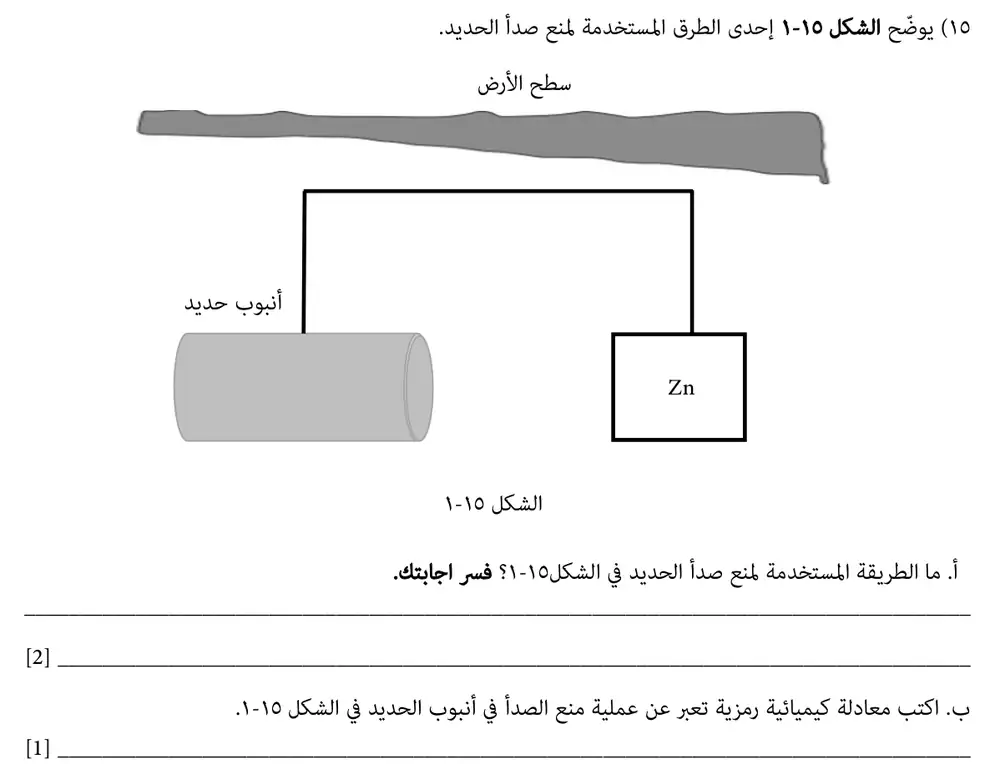 ١٥) يوضّح الشكل ١٥-١ إحدى الطرق المستخدمة لمنع صدأ الحديد.
سطح الأرض
أنبوب حديد
Zn
الشكل ١٥-١
أ. ما الطريقة المستخدمة لمنع صدأ الحديد في الشكل١٥-١؟ فسر اجابتك.
[2]
ب. اكتب معادلة كيميائية رمزية تعبر عن عملية منع الصدأ في أنبوب الحديد في الشكل ١٥-١.
[1]